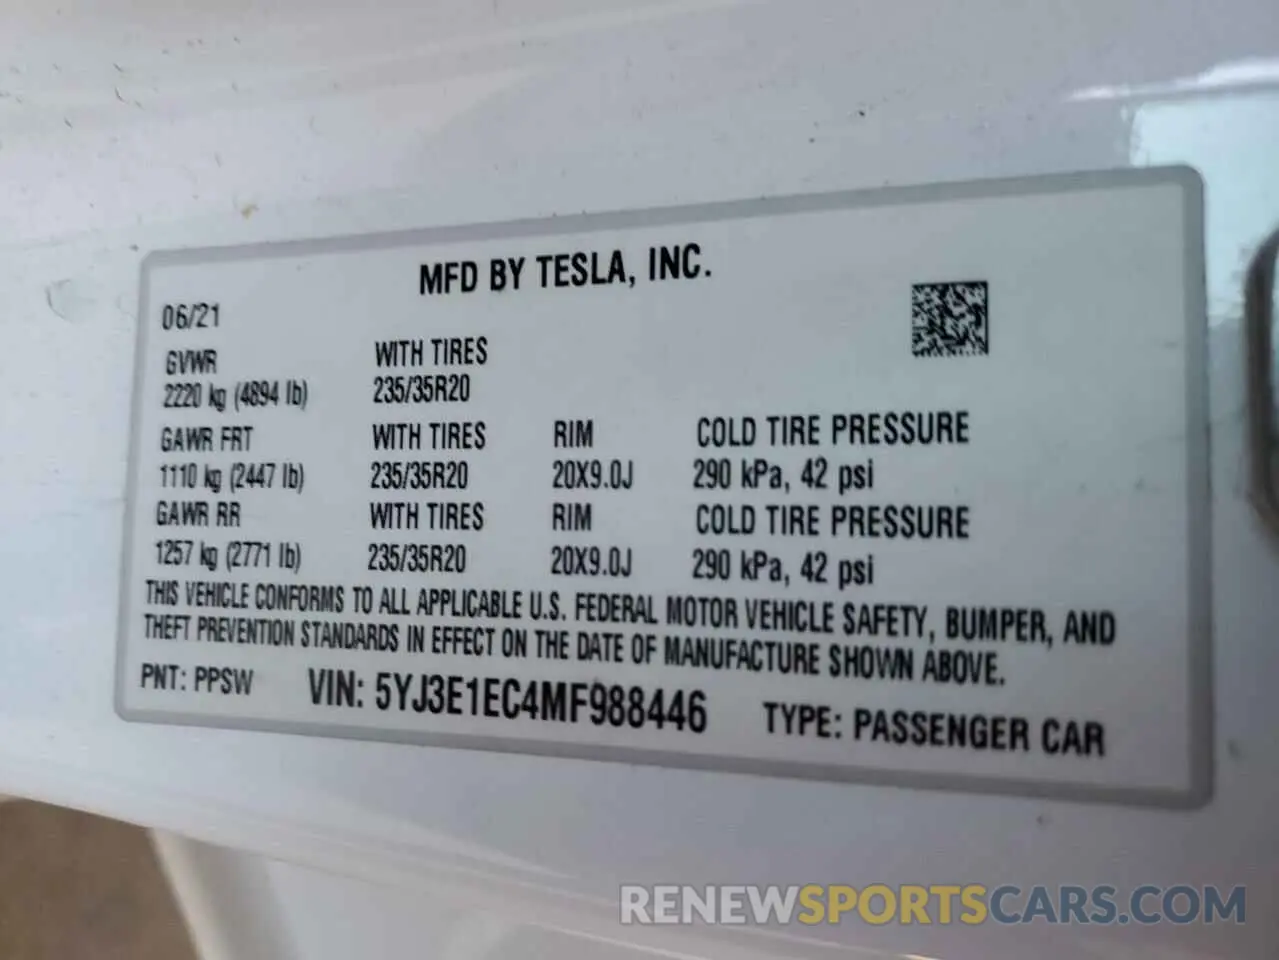 MFD BY TESLA, INC.
06/21
GVWR WITH TIRES
2220 kg (4894 lb) 235/35R20
GAWR FRT WITH TIRES RIM COLD TIRE PRESSURE
1110 kg (2447 lb) 235/35R20 20X9.0J 290 kPa, 42 psi
GAWR RR WITH TIRES RIM COLD TIRE PRESSURE
1257 kg (2771 lb) 235/35R20 20X9.0J 290 kPa, 42 psi
THIS VEHICLE CONFORMS TO ALL APPLICABLE U.S. FEDERAL MOTOR VEHICLE SAFETY, BUMPER, AND
THEFT PREVENTION STANDARDS IN EFFECT ON THE DATE OF MANUFACTURE SHOWN ABOVE.
PNT: PPSW VIN: 5YJ3E1EC4MF988446 TYPE: PASSENGER CAR
RENEWSPORTSCARS.COM